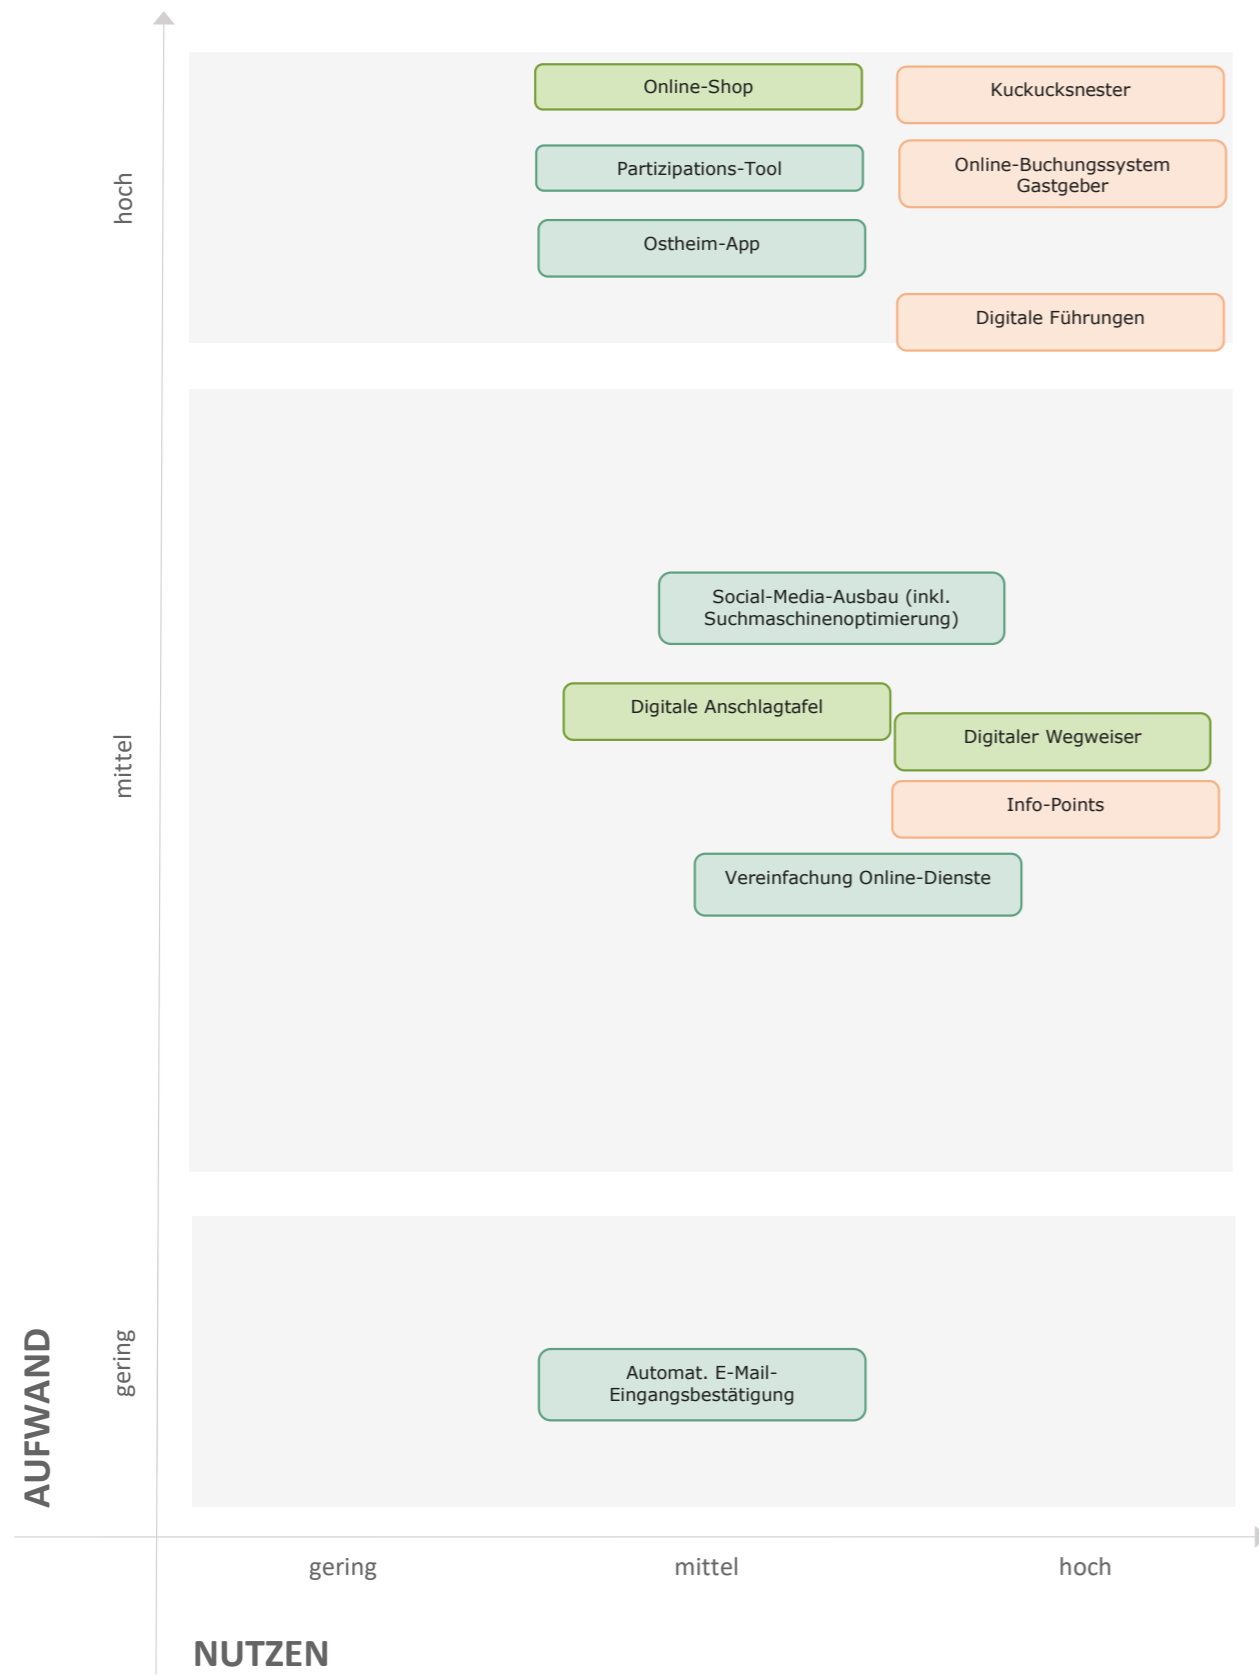 Online-Shop
Kuckucksnester
Partizipations-Tool
Online-Buchungssystem
Gastgeber
hoch
Ostheim-App
Digitale Führungen
Social-Media-Ausbau (inkl.
Suchmaschinenoptimierung)
Digitale Anschlagtafel
Digitaler Wegweiser
mittel
Info-Points
Vereinfachung Online-Dienste
AUFWAND
gering
Automat. E-Mail-
Eingangsbestätigung
gering
mittel
hoch
NUTZEN